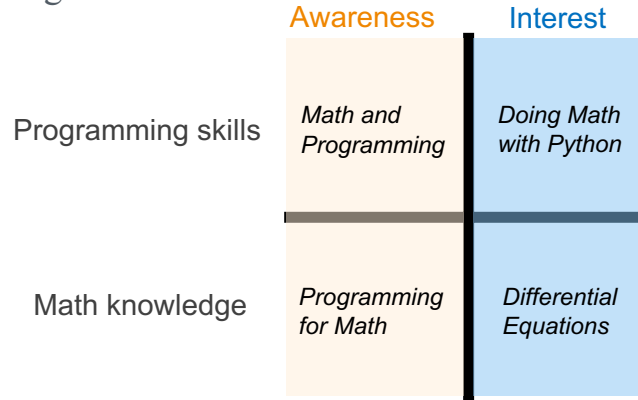 Awareness
Interest
Programming skills
Math and
Programming
Doing Math
with Python
Math knowledge
Programming
for Math
Differential
Equations